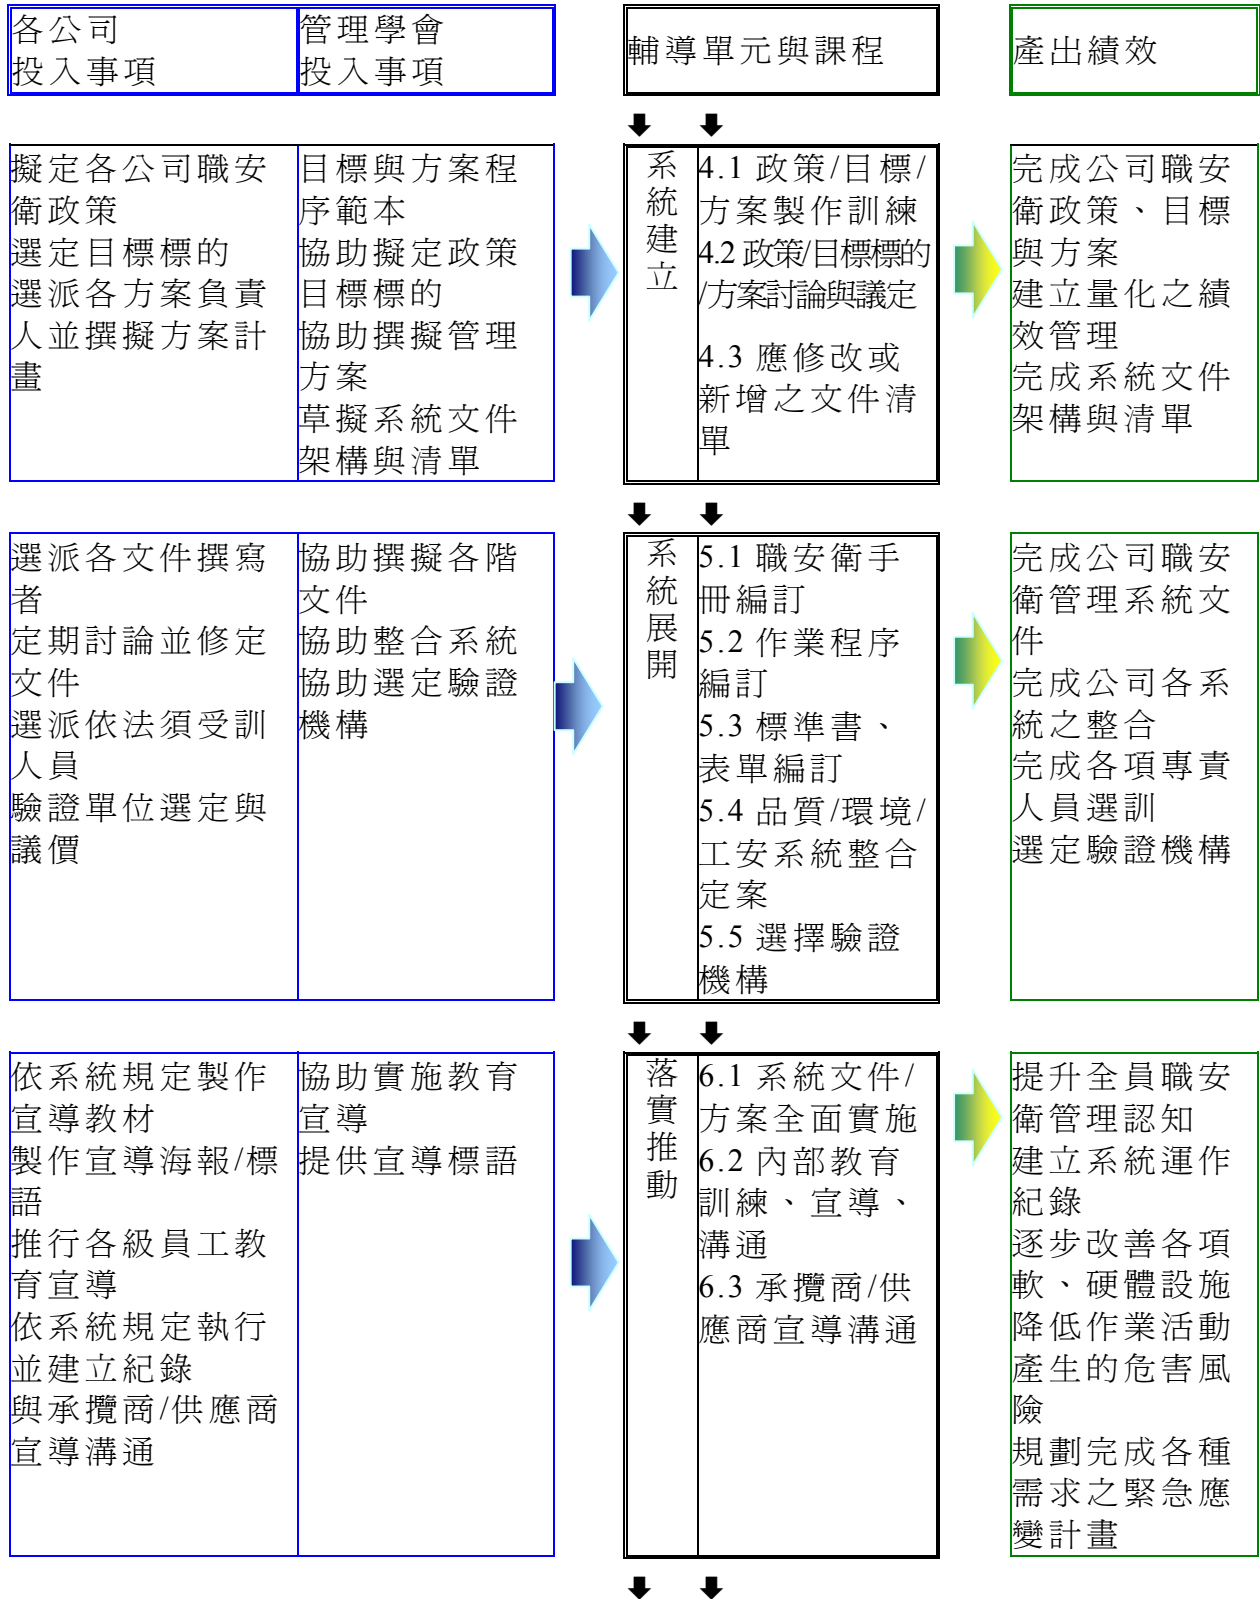 各公司
投入事項
管理學會
投入事項
輔導單元與課程
產出績效
擬定各公司職安
衛政策
選定目標標的
選派各方案負責
人並撰擬方案計
畫
目標與方案程
序範本
協助擬定政策
目標標的
協助撰擬管理
方案
草擬系統文件
架構與清單
系統建立
4.1 政策/目標/
方案製作訓練
4.2 政策/目標標的
/方案討論與議定
4.3 應修改或
新增之文件清
單
完成公司職安
衛政策、目標
與方案
建立量化之績
效管理
完成系統文件
架構與清單
選派各文件撰寫
者
定期討論並修定
文件
選派依法須受訓
人員
驗證單位選定與
議價
協助撰擬各階
文件
協助整合系統
協助選定驗證
機構
系統展開
5.1 職安衛手
冊編訂
5.2 作業程序
編訂
5.3 標準書、
表單編訂
5.4 品質/環境/
工安系統整合
定案
5.5 選擇驗證
機構
完成公司職安
衛管理系統文
件
完成公司各系
統之整合
完成各項專責
人員選訓
選定驗證機構
依系統規定製作
宣導教材
製作宣導海報/標
語
推行各級員工教
育宣導
依系統規定執行
並建立紀錄
與承攬商/供應商
宣導溝通
協助實施教育
宣導
提供宣導標語
落實推動
6.1 系統文件/
方案全面實施
6.2 內部教育
訓練、宣導、
溝通
6.3 承攬商/供
應商宣導溝通
提升全員職安
衛管理認知
建立系統運作
紀錄
逐步改善各項
軟、硬體設施
降低作業活動
產生的危害風
險
規劃完成各種
需求之緊急應
變計畫